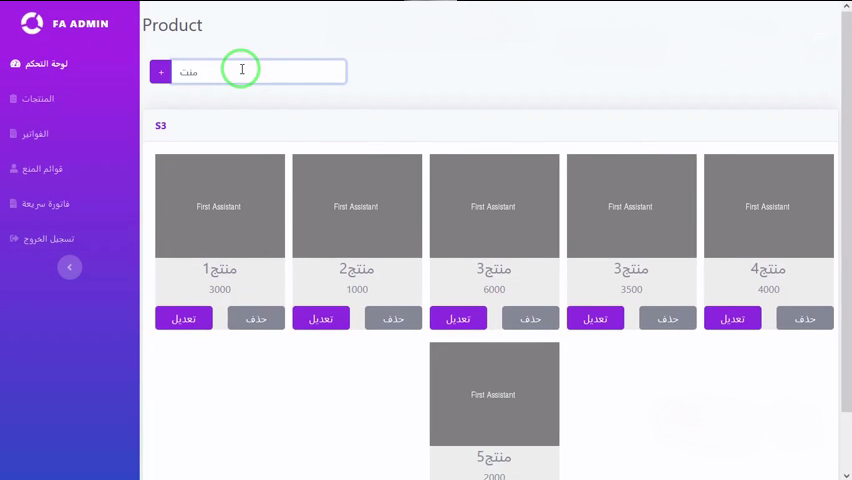 FA ADMIN
لوحة التحكم
المنتجات
الفواتير
قوائم المنع
فاتورة سريعة
تسجيل الخروج
Product
+
منت
S3
First Assistant
First Assistant
First Assistant
First Assistant
First Assistant
منتج1
منتج2
منتج3
منتج3
منتج4
3000
1000
6000
3500
4000
تعديل
حذف
تعديل
حذف
تعديل
حذف
تعديل
حذف
تعديل
حذف
First Assistant
منتج5
2000